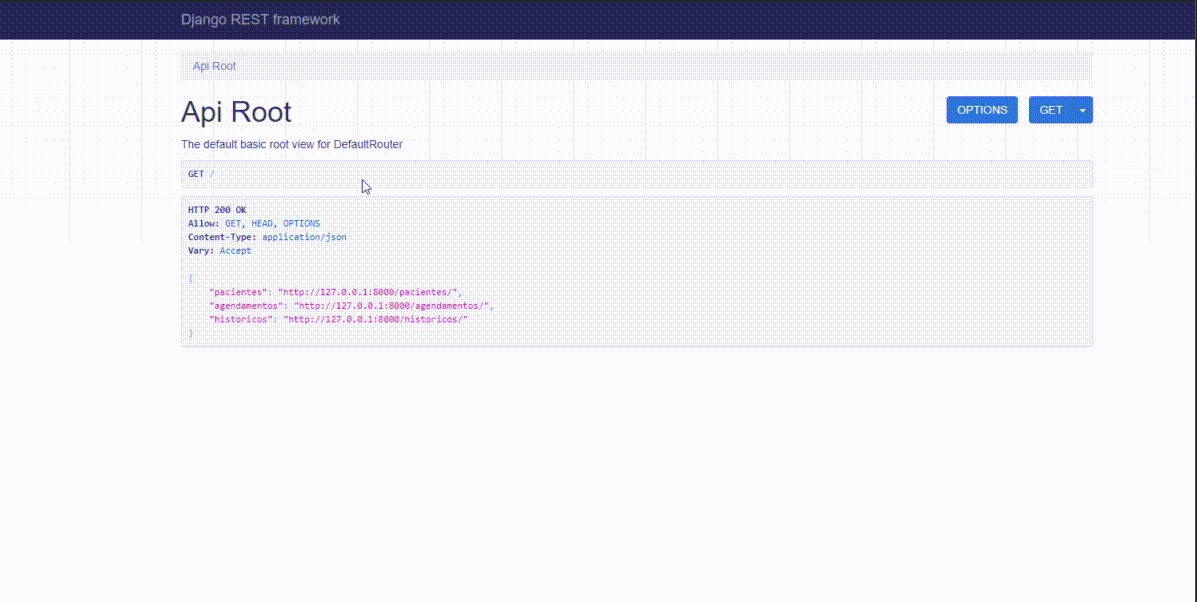 Django REST framework
Api Root
Api Root
OPTIONS
GET
The default basic root view for DefaultRouter
GET /
HTTP 200 OK
Allow: GET, HEAD, OPTIONS
Content-Type: application/json
Vary: Accept
{
"pacientes": "http://127.0.0.1:8000/pacientes/",
"agendamentos": "http://127.0.0.1:8000/agendamentos/",
"historicos": "http://127.0.0.1:8000/historicos/"
}